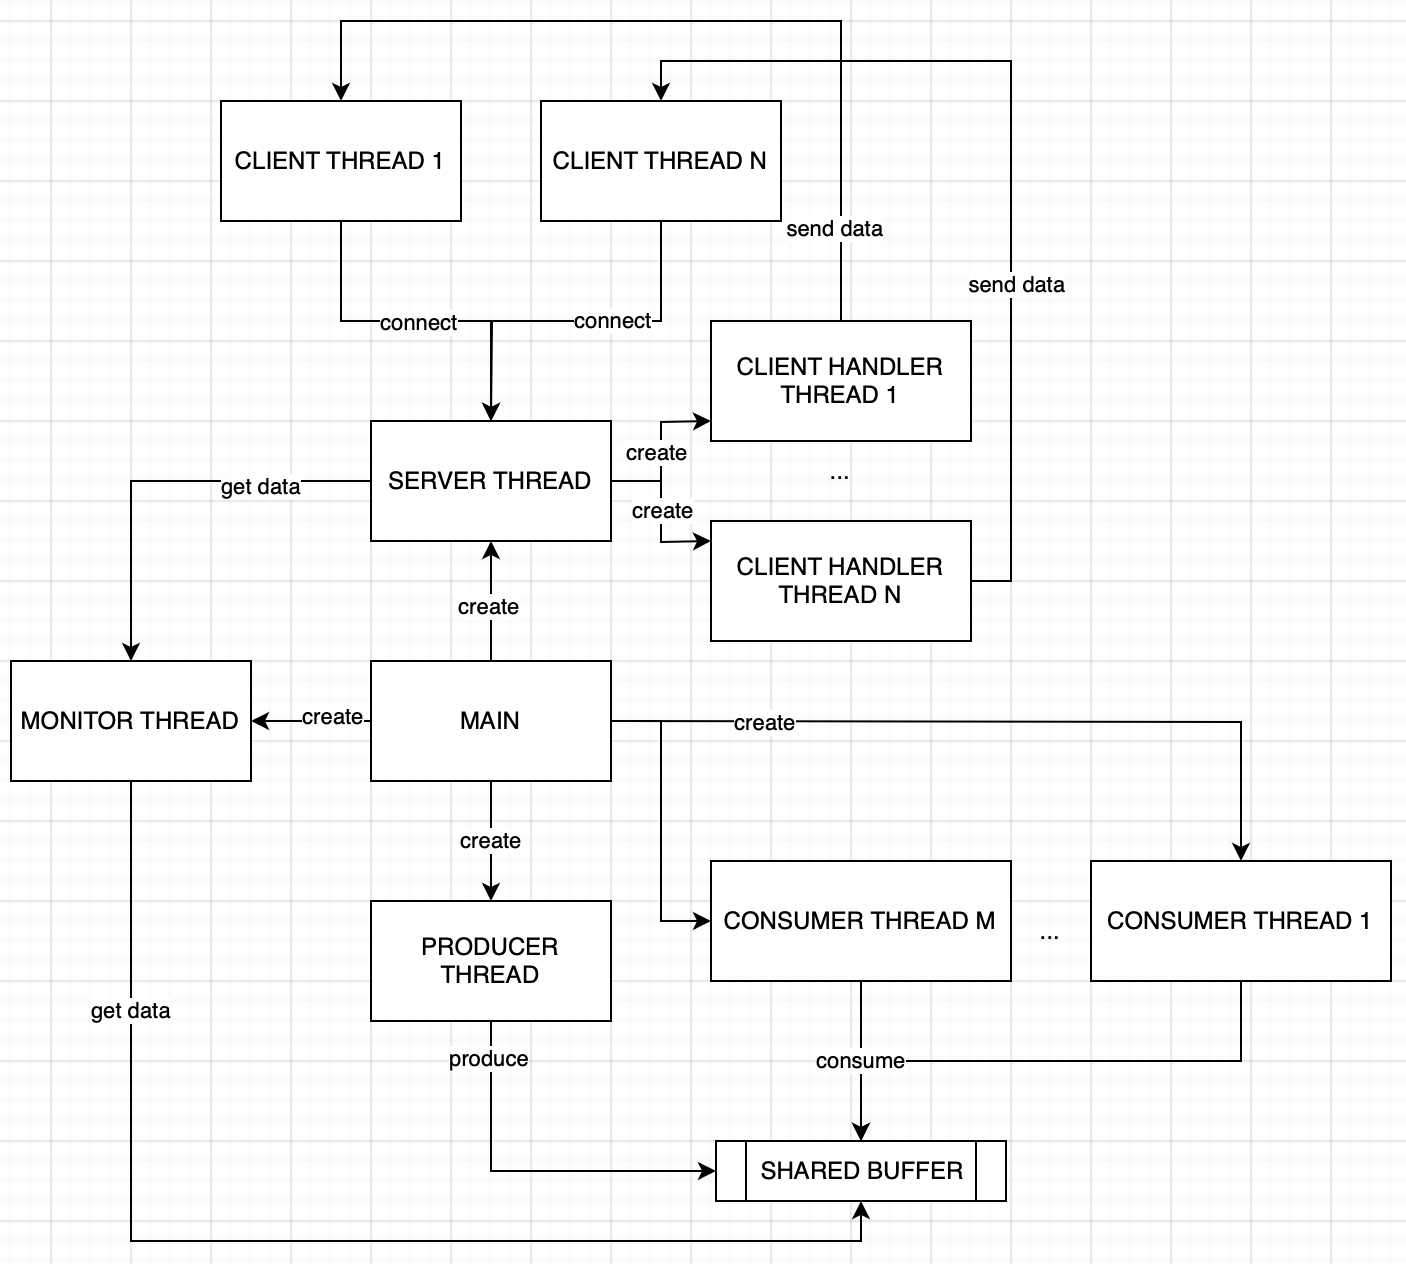 CLIENT THREAD 1
CLIENT THREAD N
send data
send data
connect
connect
CLIENT HANDLER
THREAD 1
create
SERVER THREAD
get data
...
create
CLIENT HANDLER
THREAD N
create
MONITOR THREAD
create
MAIN
create
create
CONSUMER THREAD M
...
CONSUMER THREAD 1
PRODUCER
THREAD
get data
produce
consume
SHARED BUFFER